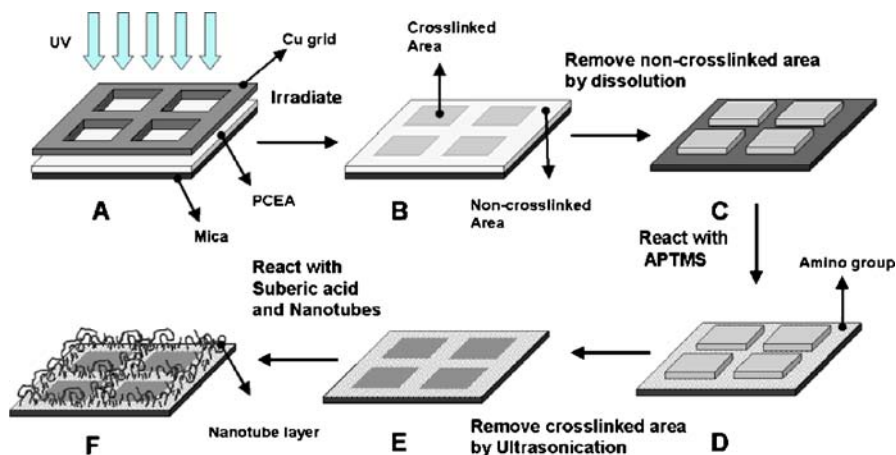 UV
Cu grid
Irradiate
A
PCEA
Mica
Crosslinked
Area
B
Non-crosslinked
Area
Remove non-crosslinked area
by dissolution
C
React with
APTMS
Amino group
D
Remove crosslinked area
by Ultrasonication
E
React with
Suberic acid
and Nanotubes
Nanotube layer
F